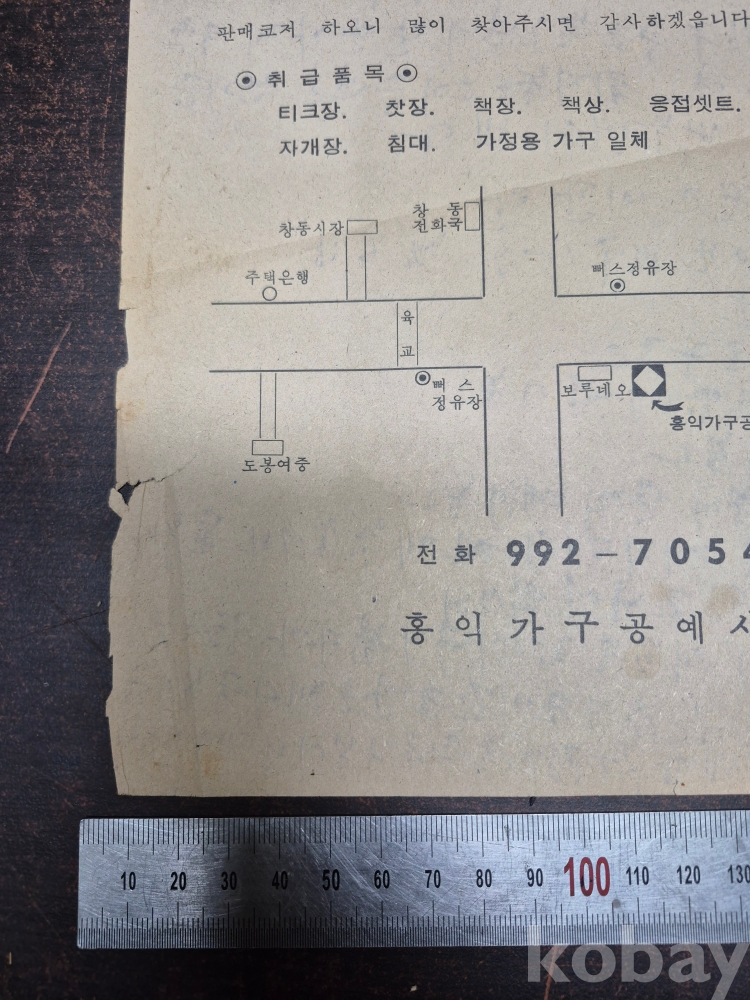 판매코저 하오니 많이 찾아주시면 감사하겠읍니다
◉ 취급품목 ◉
티크장. 찻장. 책장. 책상. 응접셋트.
자개장. 침대. 가정용 가구 일체
창동
전화국
창동시장
주택은행
뻐스정유장
육교
뻐스
정유장
보루네오
홍익가구공
도봉여중
전화 992-7054
홍익가구공예사
10 20 30 40 50 60 70 80 90 100 110 120 130
kobay